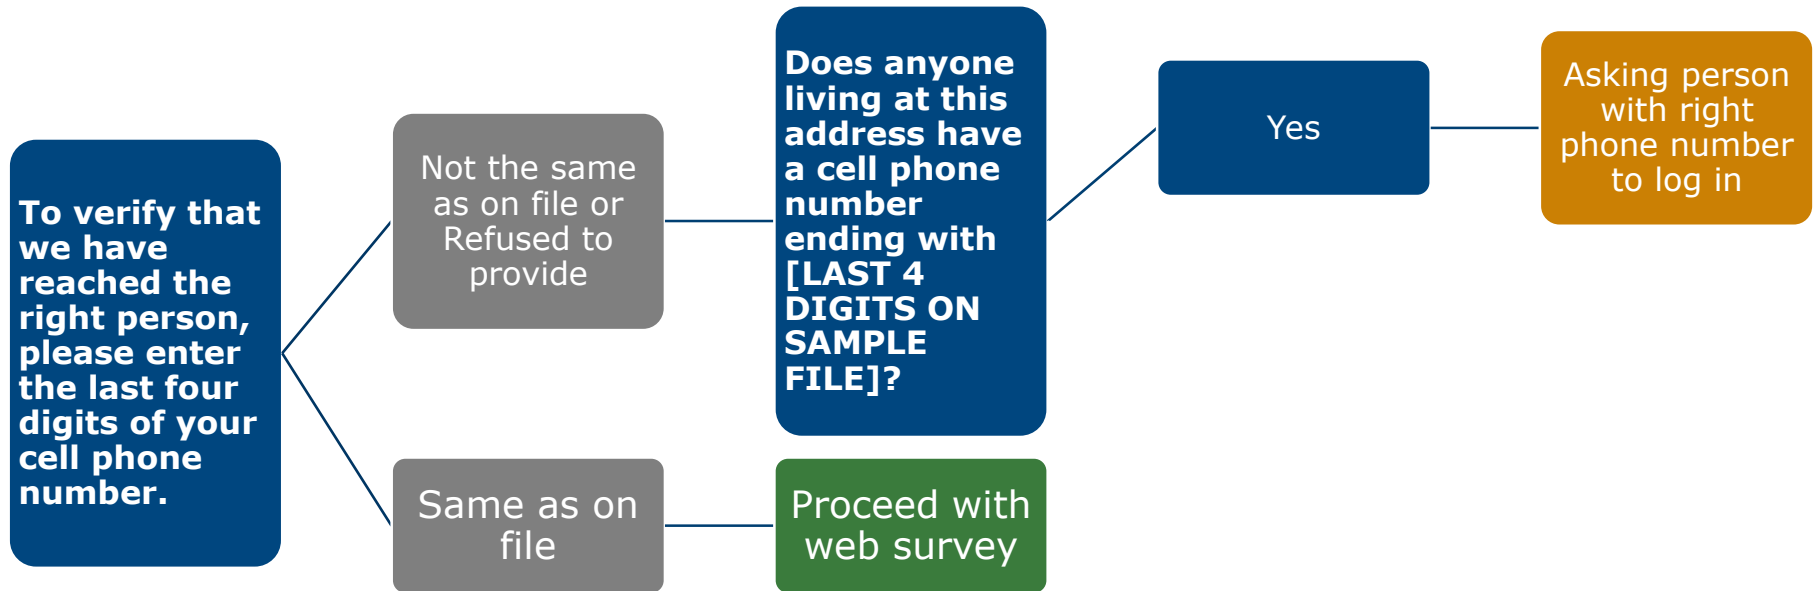 To verify that
we have
reached the
right person,
please enter
the last four
digits of your
cell phone
number.
Not the same
as on file or
Refused to
provide
Same as on
file
Does anyone
living at this
address have
a cell phone
number
ending with
[LAST 4
DIGITS ON
SAMPLE
FILE]?
Proceed with
web survey
Yes
Asking person
with right
phone number
to log in